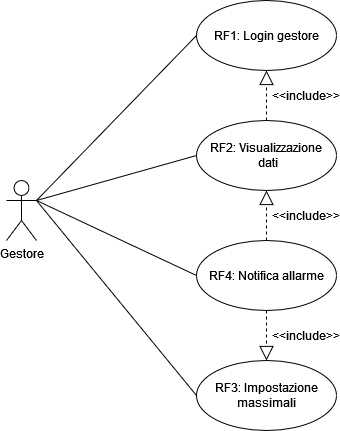 RF1: Login gestore
<<include>>
RF2: Visualizzazione
dati
<<include>>
Gestore
RF4: Notifica allarme
<<include>>
RF3: Impostazione
massimali